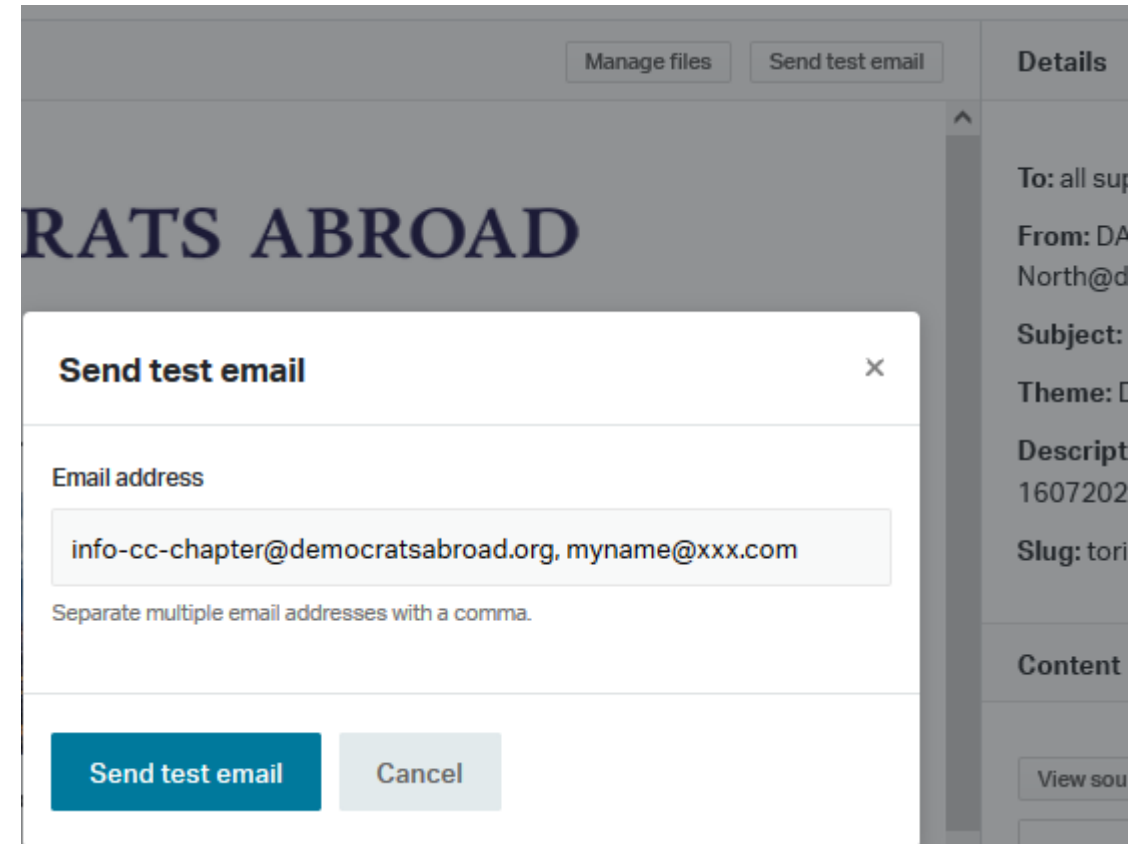 Manage files
Send test email
Details
RATS ABROAD
To: all sup
From: DA
North@d
Subject:
Theme: D
Descript
1607202
Slug: tori
Content
View sou
Send test email
×
Email address
info-cc-chapter@democratsabroad.org, myname@xxx.com
Separate multiple email addresses with a comma.
Send test email
Cancel